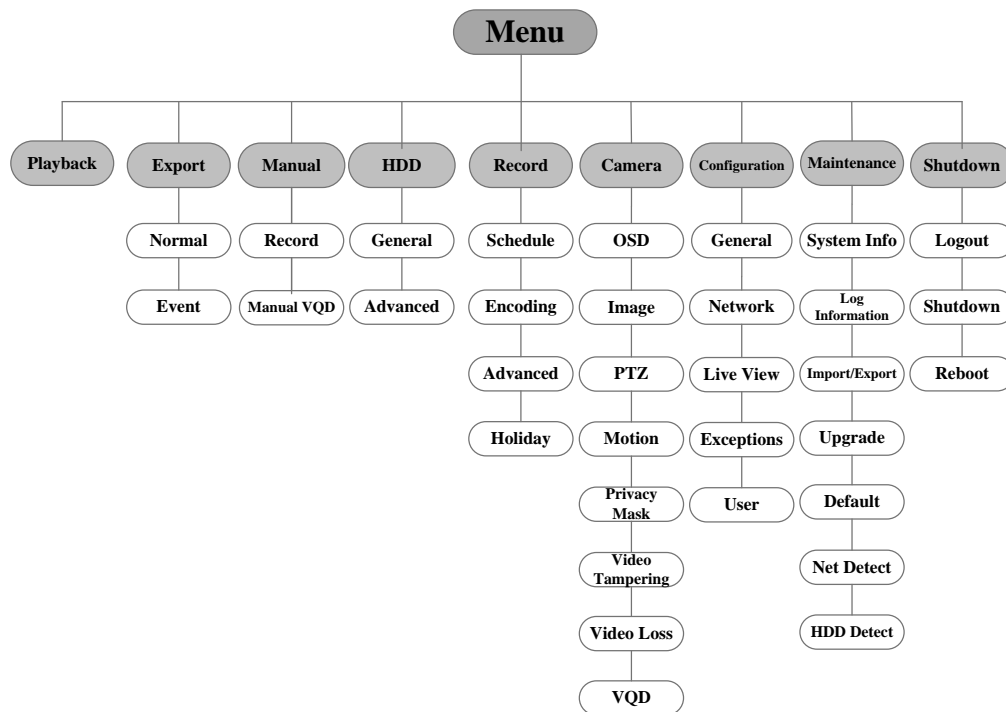 Menu
Playback
Export
Manual
HDD
Record
Camera
Configuration
Maintenance
Shutdown
Normal
Record
General
Schedule
OSD
General
System Info
Logout
Event
Manual VQD
Advanced
Encoding
Image
Network
Log
Information
Shutdown
Advanced
PTZ
Live View
Import/Export
Reboot
Holiday
Motion
Exceptions
Upgrade
Privacy
Mask
User
Default
Video
Tampering
Net Detect
Video Loss
HDD Detect
VQD